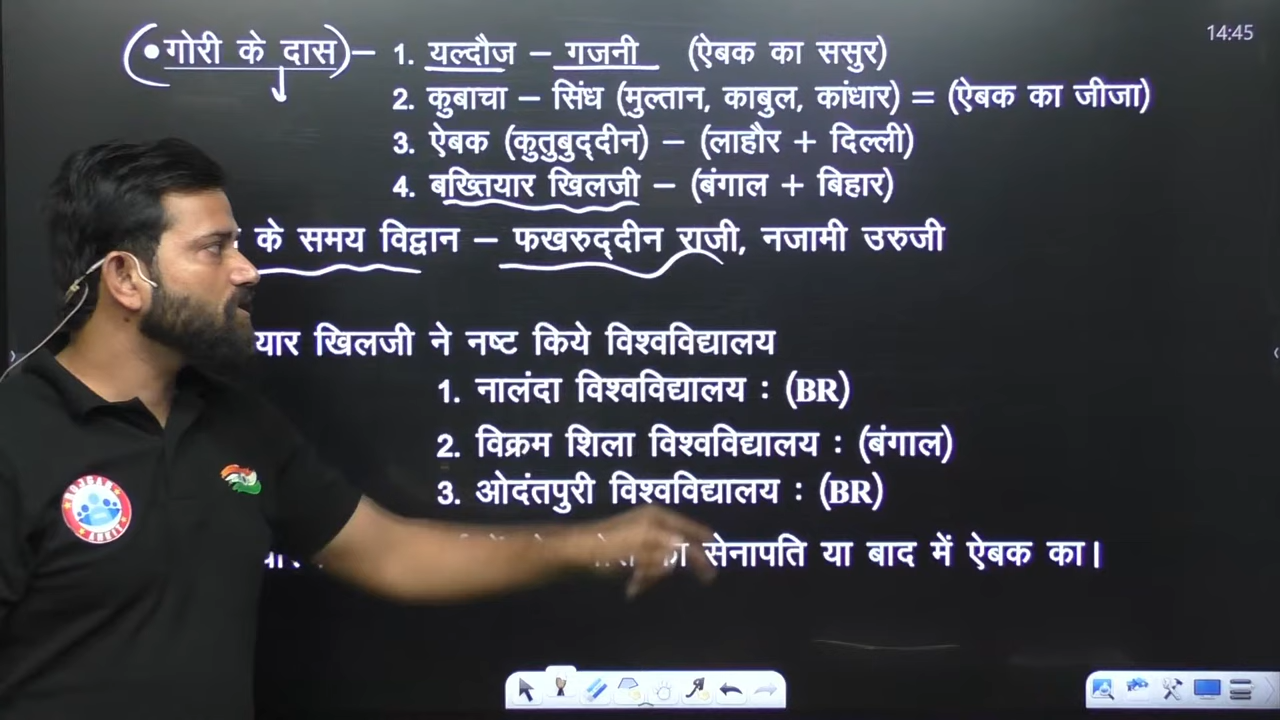 14:45
(•गोरी के दास)– 1. यल्दौज – गजनी (ऐबक का ससुर)
2. कुबाचा – सिंध (मुल्तान, काबुल, कांधार) = (ऐबक का जीजा)
3. ऐबक (कुतुबुद्दीन) – (लाहौर + दिल्ली)
4. बख्तियार खिलजी – (बंगाल + बिहार)
के समय विद्वान – फखरुद्दीन राजी, नजामी उरुजी
यार खिलजी ने नष्ट किये विश्वविद्यालय
1. नालंदा विश्वविद्यालय : (BR)
2. विक्रम शिला विश्वविद्यालय : (बंगाल)
3. ओदंतपुरी विश्वविद्यालय : (BR)
सेनापति या बाद में ऐबक का।